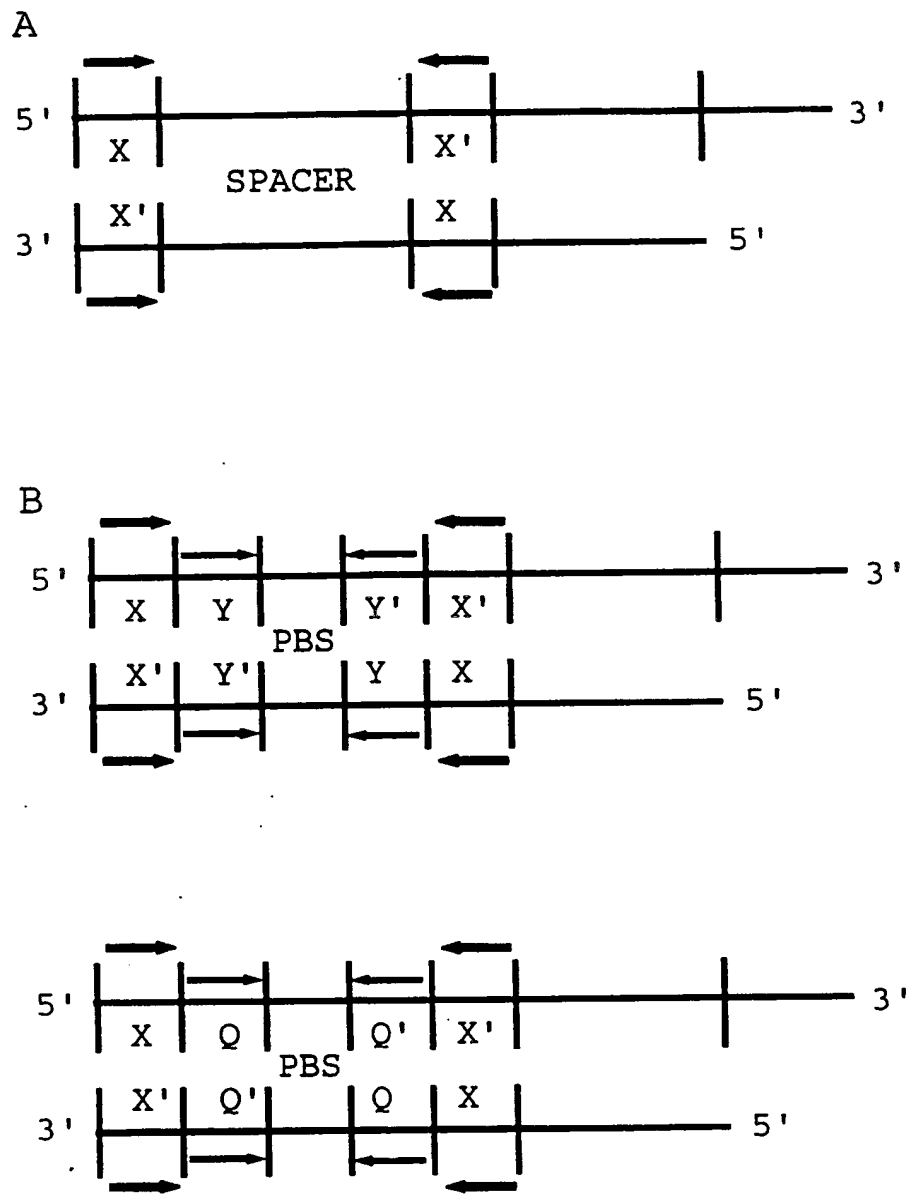 A
5' 3'
X X'
SPACER
X' X
3' 5'
B
5' 3'
X Y Y' X'
PBS
X' Y' Y X
3' 5'
5' 3'
X Q Q' X'
PBS
X' Q' Q X
3' 5'